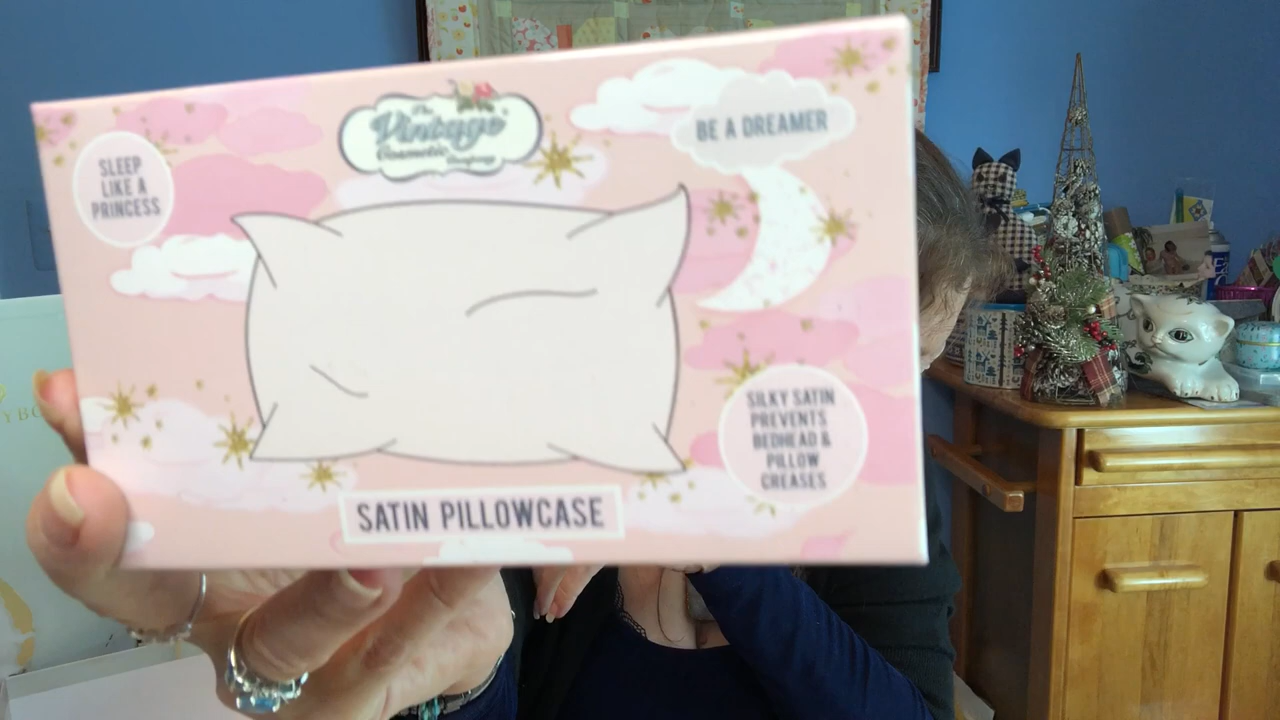 The
Vintage
Cosmetic
Company
BE A DREAMER
SLEEP
LIKE A
PRINCESS
SILKY SATIN
PREVENTS
BEDHEAD &
PILLOW
CREASES
SATIN PILLOWCASE